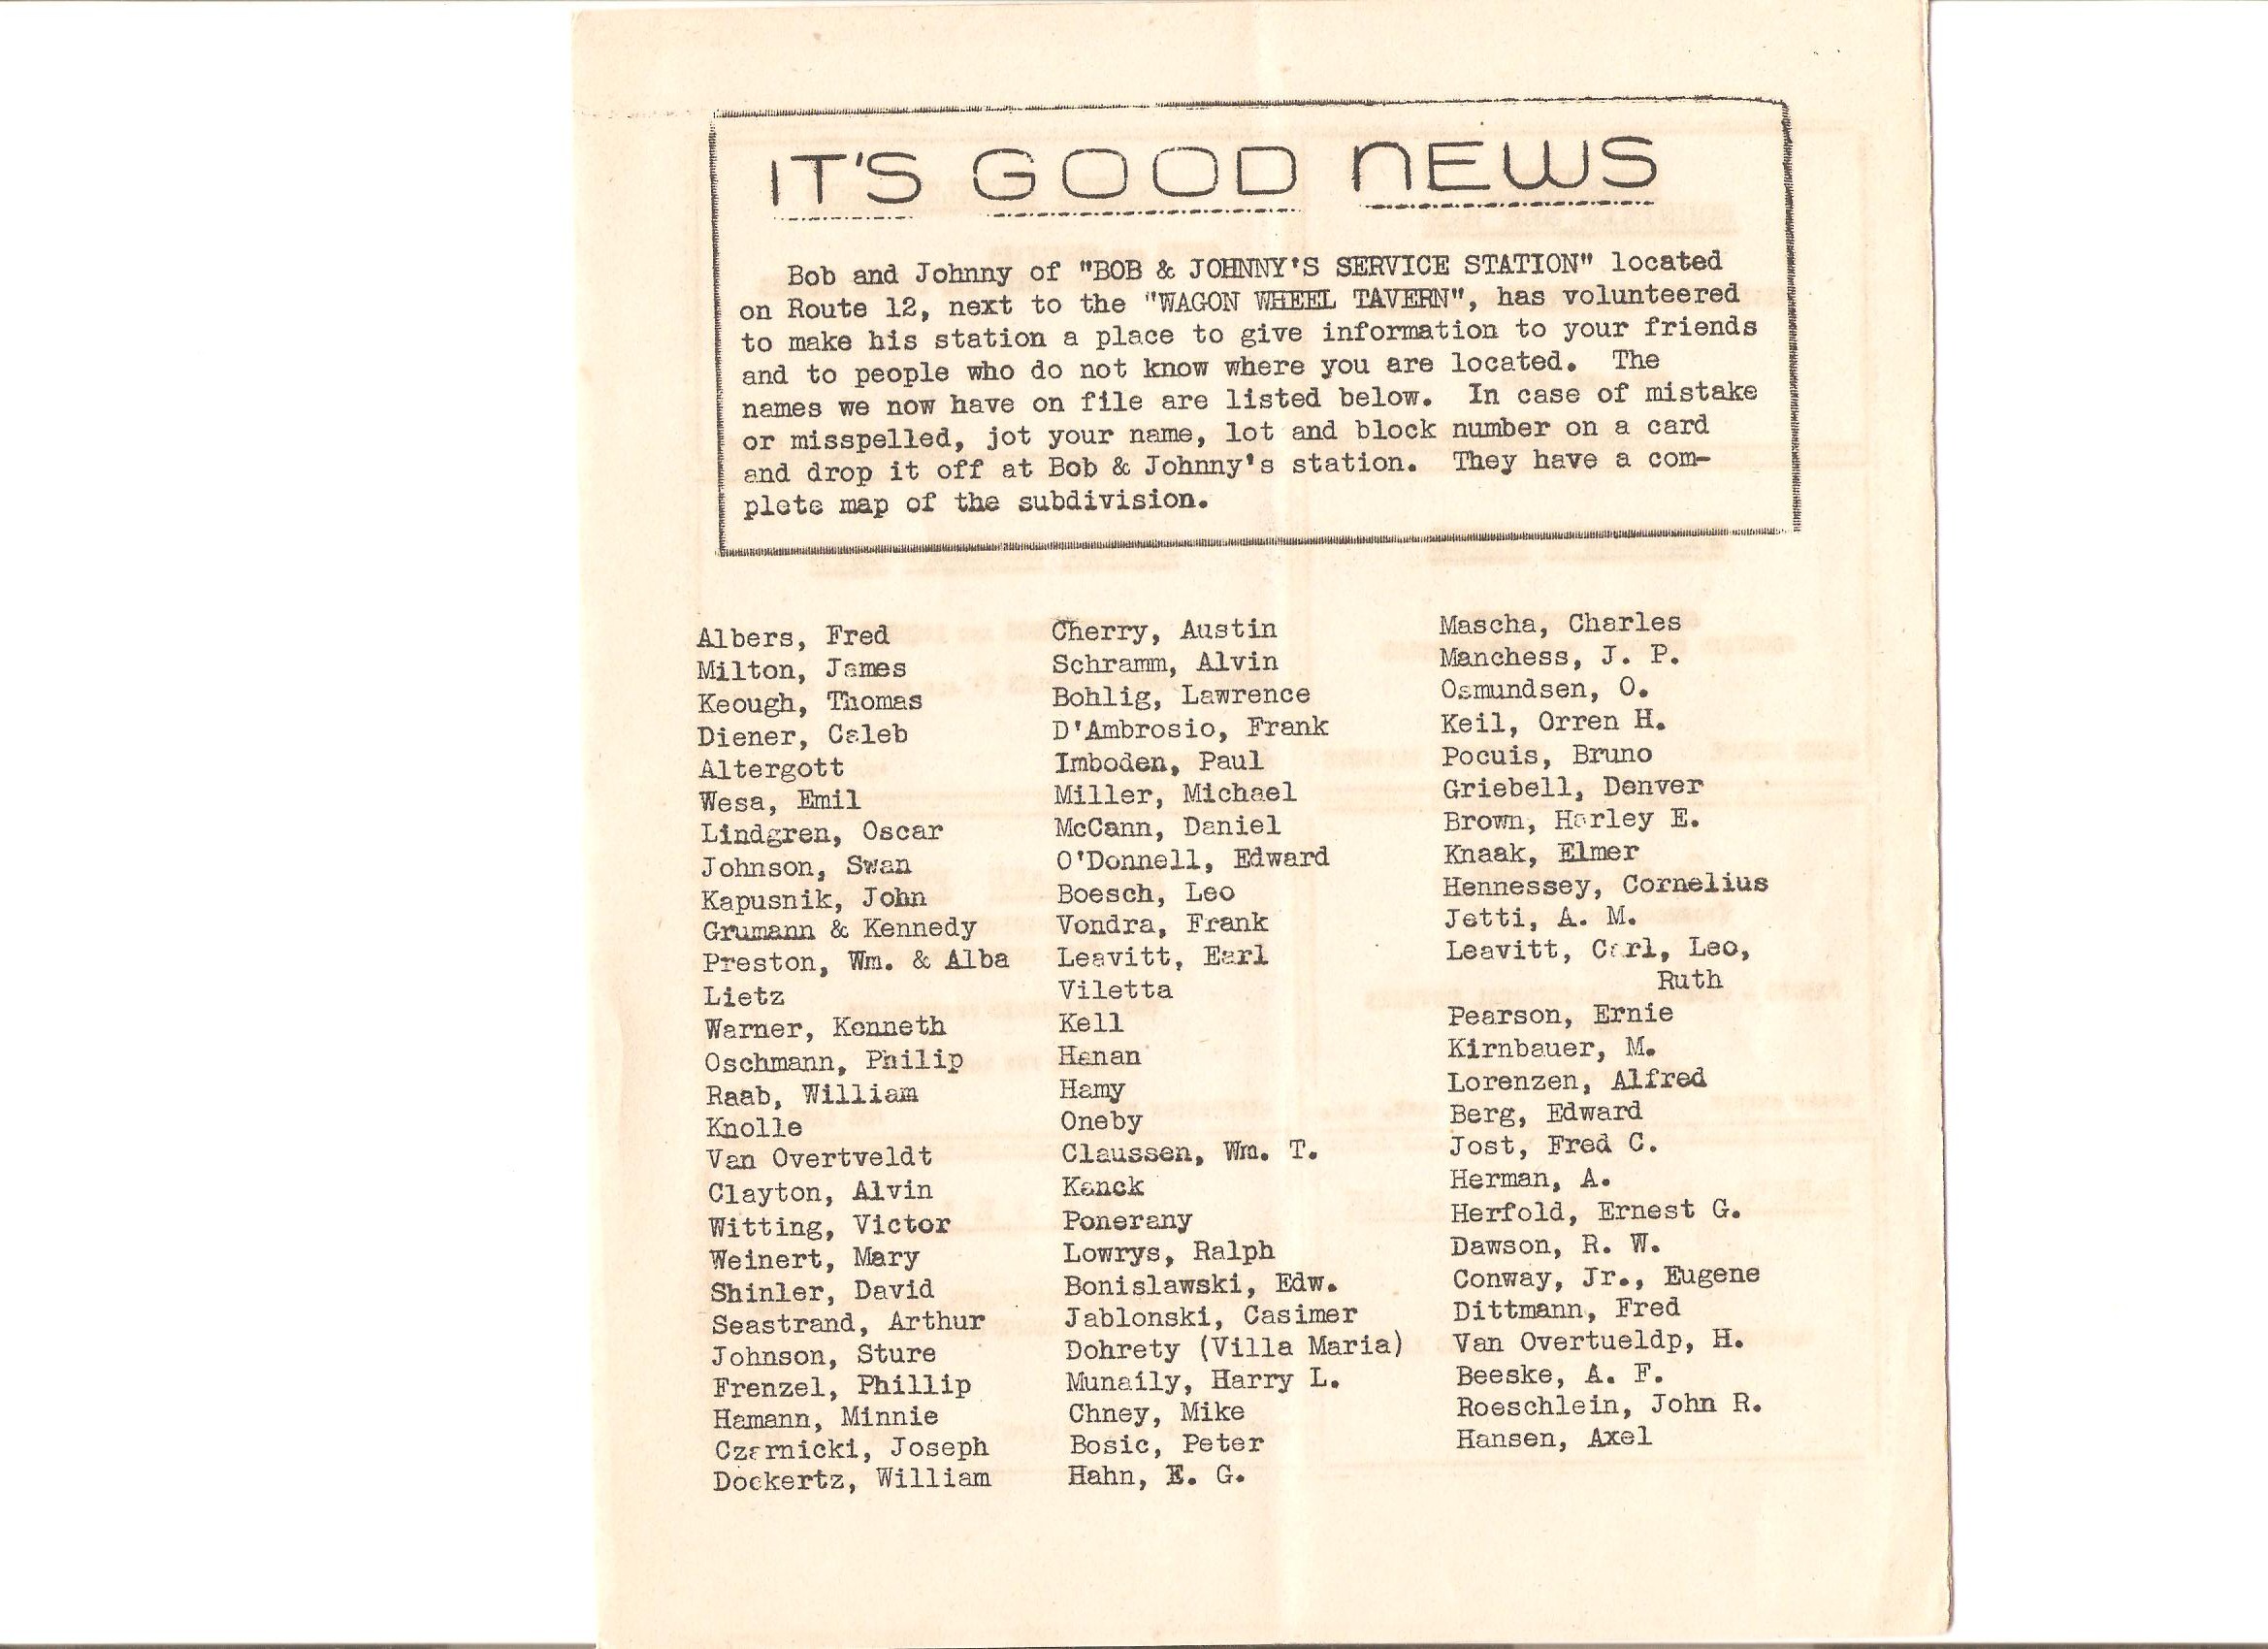 IT'S GOOD NEWS
Bob and Johnny of "BOB & JOHNNY'S SERVICE STATION" located
on Route 12, next to the "WAGON WHEEL TAVERN", has volunteered
to make his station a place to give information to your friends
and to people who do not know where you are located. The
names we now have on file are listed below. In case of mistake
or misspelled, jot your name, lot and block number on a card
and drop it off at Bob & Johnny's station. They have a com-
plete map of the subdivision.
Albers, Fred
Milton, James
Keough, Thomas
Diener, Caleb
Altergott
Wesa, Emil
Lindgren, Oscar
Johnson, Swan
Kapusnik, John
Grumann & Kennedy
Preston, Wm. & Alba
Lietz
Warner, Kenneth
Oschmann, Philip
Raab, William
Knolle
Van Overtveldt
Clayton, Alvin
Witting, Victor
Weinert, Mary
Shinler, David
Seastrand, Arthur
Johnson, Sture
Frenzel, Phillip
Hamann, Minnie
Czarnicki, Joseph
Dockertz, William
Cherry, Austin
Schramm, Alvin
Bohlig, Lawrence
D'Ambrosio, Frank
Imboden, Paul
Miller, Michael
McCann, Daniel
O'Donnell, Edward
Boesch, Leo
Vondra, Frank
Leavitt, Earl
Viletta
Kell
Hanan
Hamy
Oneby
Claussen, Wm. T.
Kanck
Ponerany
Lowrys, Ralph
Bonislawski, Edw.
Jablonski, Casimer
Dohrety (Villa Maria)
Munaily, Harry L.
Chney, Mike
Bosic, Peter
Hahn, E. G.
Mascha, Charles
Manchess, J. P.
Osmundsen, O.
Keil, Orren H.
Pocuis, Bruno
Griebell, Denver
Brown, Harley E.
Knaak, Elmer
Hennessey, Cornelius
Jetti, A. M.
Leavitt, Carl, Leo,
Ruth
Pearson, Ernie
Kirnbauer, M.
Lorenzen, Alfred
Berg, Edward
Jost, Fred C.
Herman, A.
Herfold, Ernest G.
Dawson, R. W.
Conway, Jr., Eugene
Dittmann, Fred
Van Overtueldp, H.
Beeske, A. F.
Roeschlein, John R.
Hansen, Axel